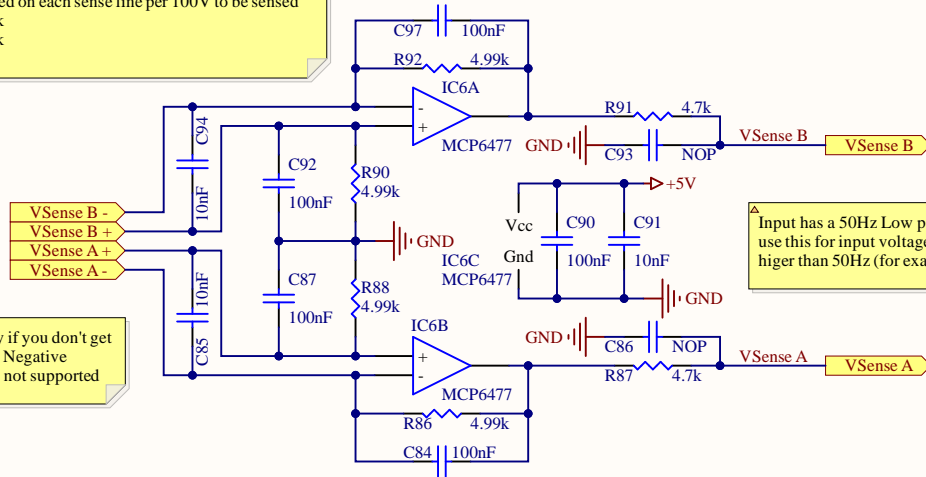 ed on each sense line per 100V to be sensed
k
k
C97
100nF
R92
4.99k
IC6A
-
+
MCP6477
R91
4.7k
GND
C93
NOP
VSense B
VSense B
C94
10nF
C92
100nF
R90
4.99k
+5V
Vcc
Gnd
C90
100nF
C91
10nF
VSense B -
VSense B +
VSense A +
VSense A -
GND
IC6C
MCP6477
GND
Input has a 50Hz Low p
use this for input voltage
higer than 50Hz (for exa
10nF
C85
C87
100nF
R88
4.99k
y if you don't get
Negative
not supported
IC6B
+
-
MCP6477
GND
C86
NOP
R87
4.7k
VSense A
VSense A
R86
4.99k
C84
100nF